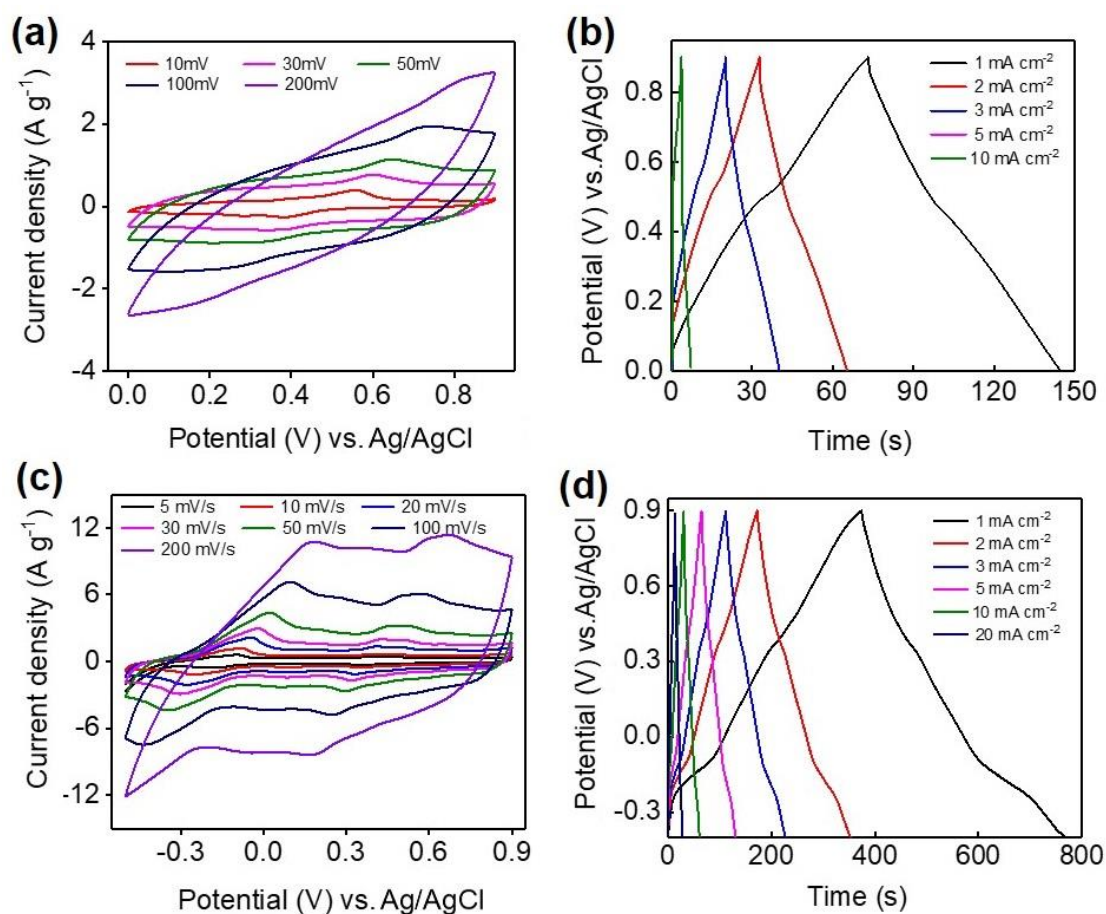 (a)
4
2
0
-2
-4
Current density (A g⁻¹)
10mV 30mV 50mV
100mV 200mV
0.0 0.2 0.4 0.6 0.8
Potential (V) vs. Ag/AgCl
(b)
0.8
0.6
0.4
0.2
0.0
Potential (V) vs.Ag/AgCl
1 mA cm⁻²
2 mA cm⁻²
3 mA cm⁻²
5 mA cm⁻²
10 mA cm⁻²
0 30 60 90 120 150
Time (s)
(c)
12
6
0
-6
-12
Current density (A g⁻¹)
5 mV/s 10 mV/s 20 mV/s
30 mV/s 50 mV/s 100 mV/s
200 mV/s
-0.3 0.0 0.3 0.6 0.9
Potential (V) vs. Ag/AgCl
(d)
0.9
0.6
0.3
0.0
-0.3
Potential (V) vs.Ag/AgCl
1 mA cm⁻²
2 mA cm⁻²
3 mA cm⁻²
5 mA cm⁻²
10 mA cm⁻²
20 mA cm⁻²
0 200 400 600 800
Time (s)